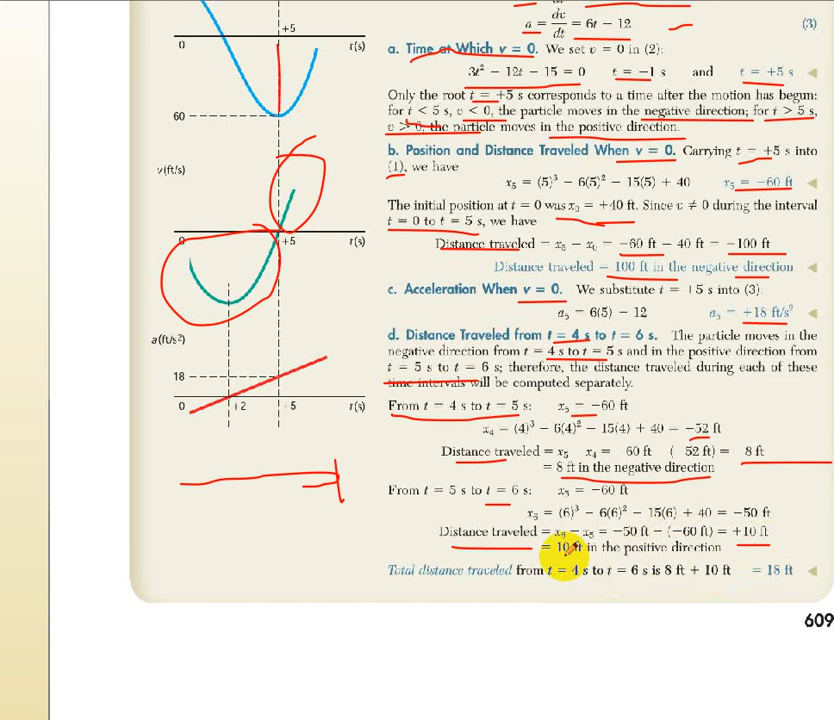 a = dv/dt = 6t − 12 (3)
a. Time at Which v = 0. We set v = 0 in (2):
3t² − 12t − 15 = 0 t = −1 s and t = +5 s
Only the root t = +5 s corresponds to a time after the motion has begun:
for t < 5 s, v < 0, the particle moves in the negative direction; for t > 5 s,
v > 0, the particle moves in the positive direction.
b. Position and Distance Traveled When v = 0. Carrying t = +5 s into
(1), we have
x₅ = (5)³ − 6(5)² − 15(5) + 40 x₅ = −60 ft
The initial position at t = 0 was x₀ = +40 ft. Since v ≠ 0 during the interval
t = 0 to t = 5 s, we have
Distance traveled = x₅ − x₀ = −60 ft − 40 ft = −100 ft
Distance traveled = 100 ft in the negative direction
c. Acceleration When v = 0. We substitute t = +5 s into (3):
a₅ = 6(5) − 12 a₅ = +18 ft/s²
d. Distance Traveled from t = 4 s to t = 6 s. The particle moves in the
negative direction from t = 4 s to t = 5 s and in the positive direction from
t = 5 s to t = 6 s; therefore, the distance traveled during each of these
time intervals will be computed separately.
From t = 4 s to t = 5 s: x₅ = −60 ft
x₄ = (4)³ − 6(4)² − 15(4) + 40 = −52 ft
Distance traveled = x₅ x₄ = 60 ft ( 52 ft) = 8 ft
= 8 ft in the negative direction
From t = 5 s to t = 6 s: x₅ = −60 ft
x₆ = (6)³ − 6(6)² − 15(6) + 40 = −50 ft
Distance traveled = x₆ − x₅ = −50 ft − (−60 ft) = +10 ft
= 10 ft in the positive direction
Total distance traveled from t = 4 s to t = 6 s is 8 ft + 10 ft = 18 ft
609
+5
0
t(s)
60
v(ft/s)
0
+5
t(s)
a(ft/s²)
18
0
+2
+5
t(s)